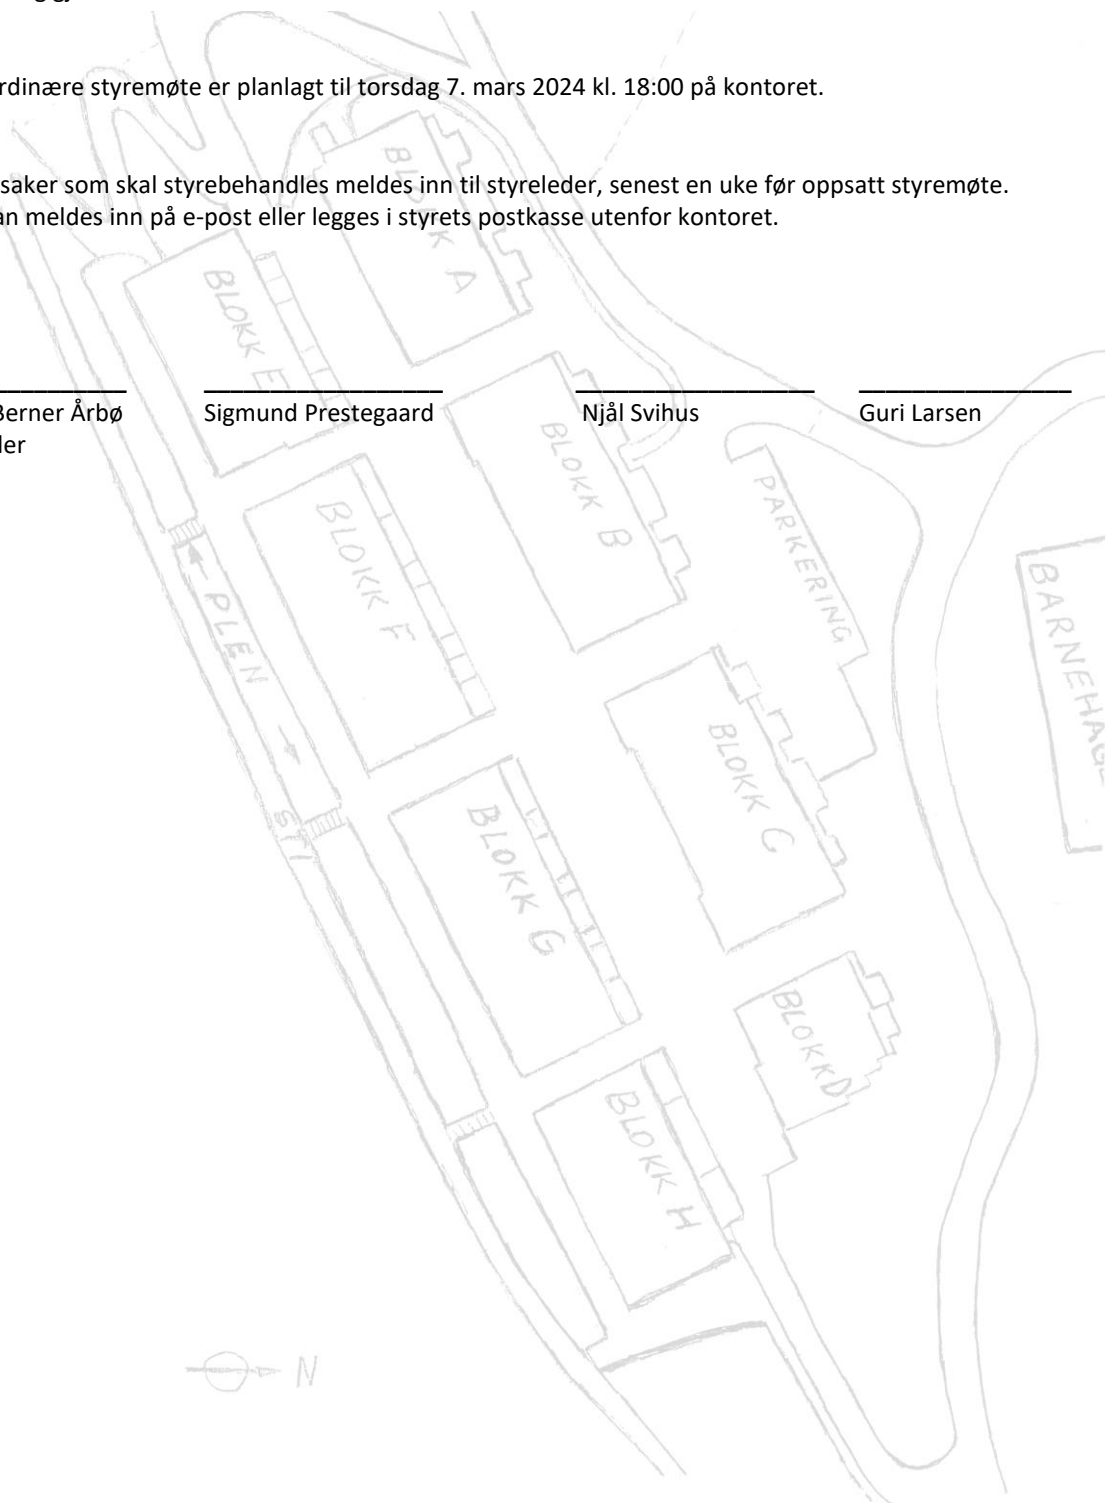 rdinære styremøte er planlagt til torsdag 7. mars 2024 kl. 18:00 på kontoret.
saker som skal styrebehandles meldes inn til styreleder, senest en uke før oppsatt styremøte.
an meldes inn på e-post eller legges i styrets postkasse utenfor kontoret.
Berner Årbø Sigmund Prestegaard Njål Svihus Guri Larsen
ler
BLOKK A
BLOKK E
BLOKK B
BLOKK F
PARKERING
BARNEHAGE
PLEN
BLOKK C
STI
BLOKK G
BLOKK D
BLOKK H
N